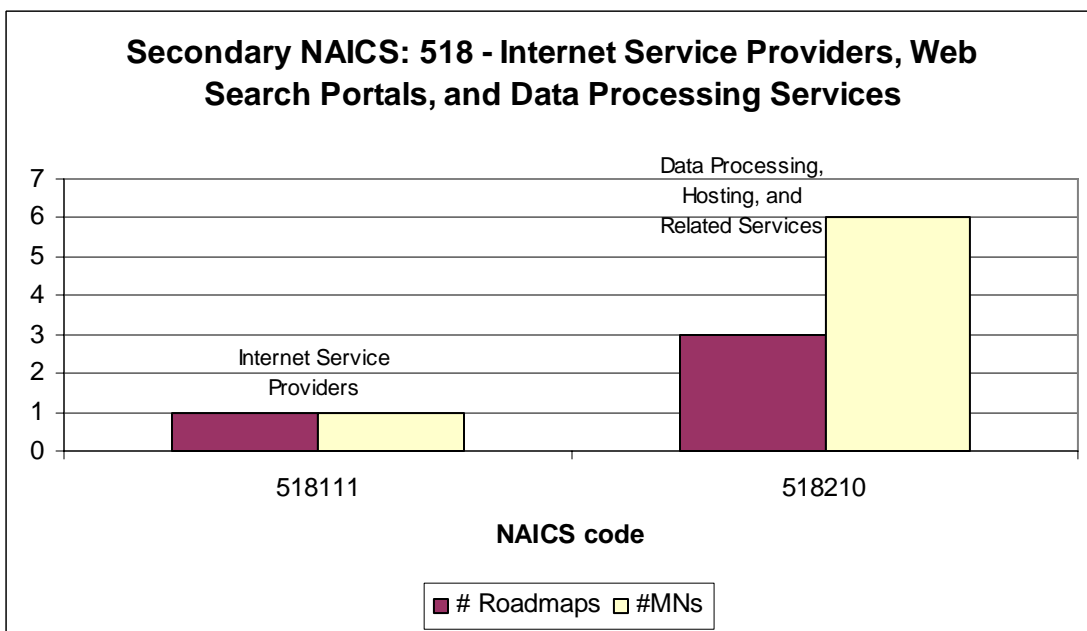 Secondary NAICS: 518 - Internet Service Providers, Web
Search Portals, and Data Processing Services
7
6
5
4
3
2
1
0
Data Processing,
Hosting, and
Related Services
Internet Service
Providers
518111
518210
NAICS code
# Roadmaps
#MNs